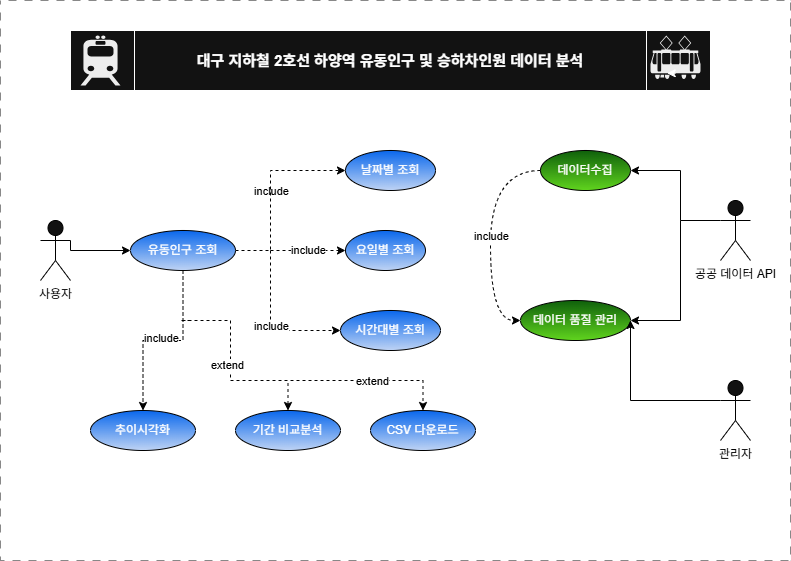 대구 지하철 2호선 하양역 유동인구 및 승하차인원 데이터 분석
날짜별 조회
데이터수집
include
include
유동인구 조회
include
요일별 조회
공공 데이터 API
사용자
include
시간대별 조회
데이터 품질 관리
include
extend
extend
추이시각화
기간 비교분석
CSV 다운로드
관리자